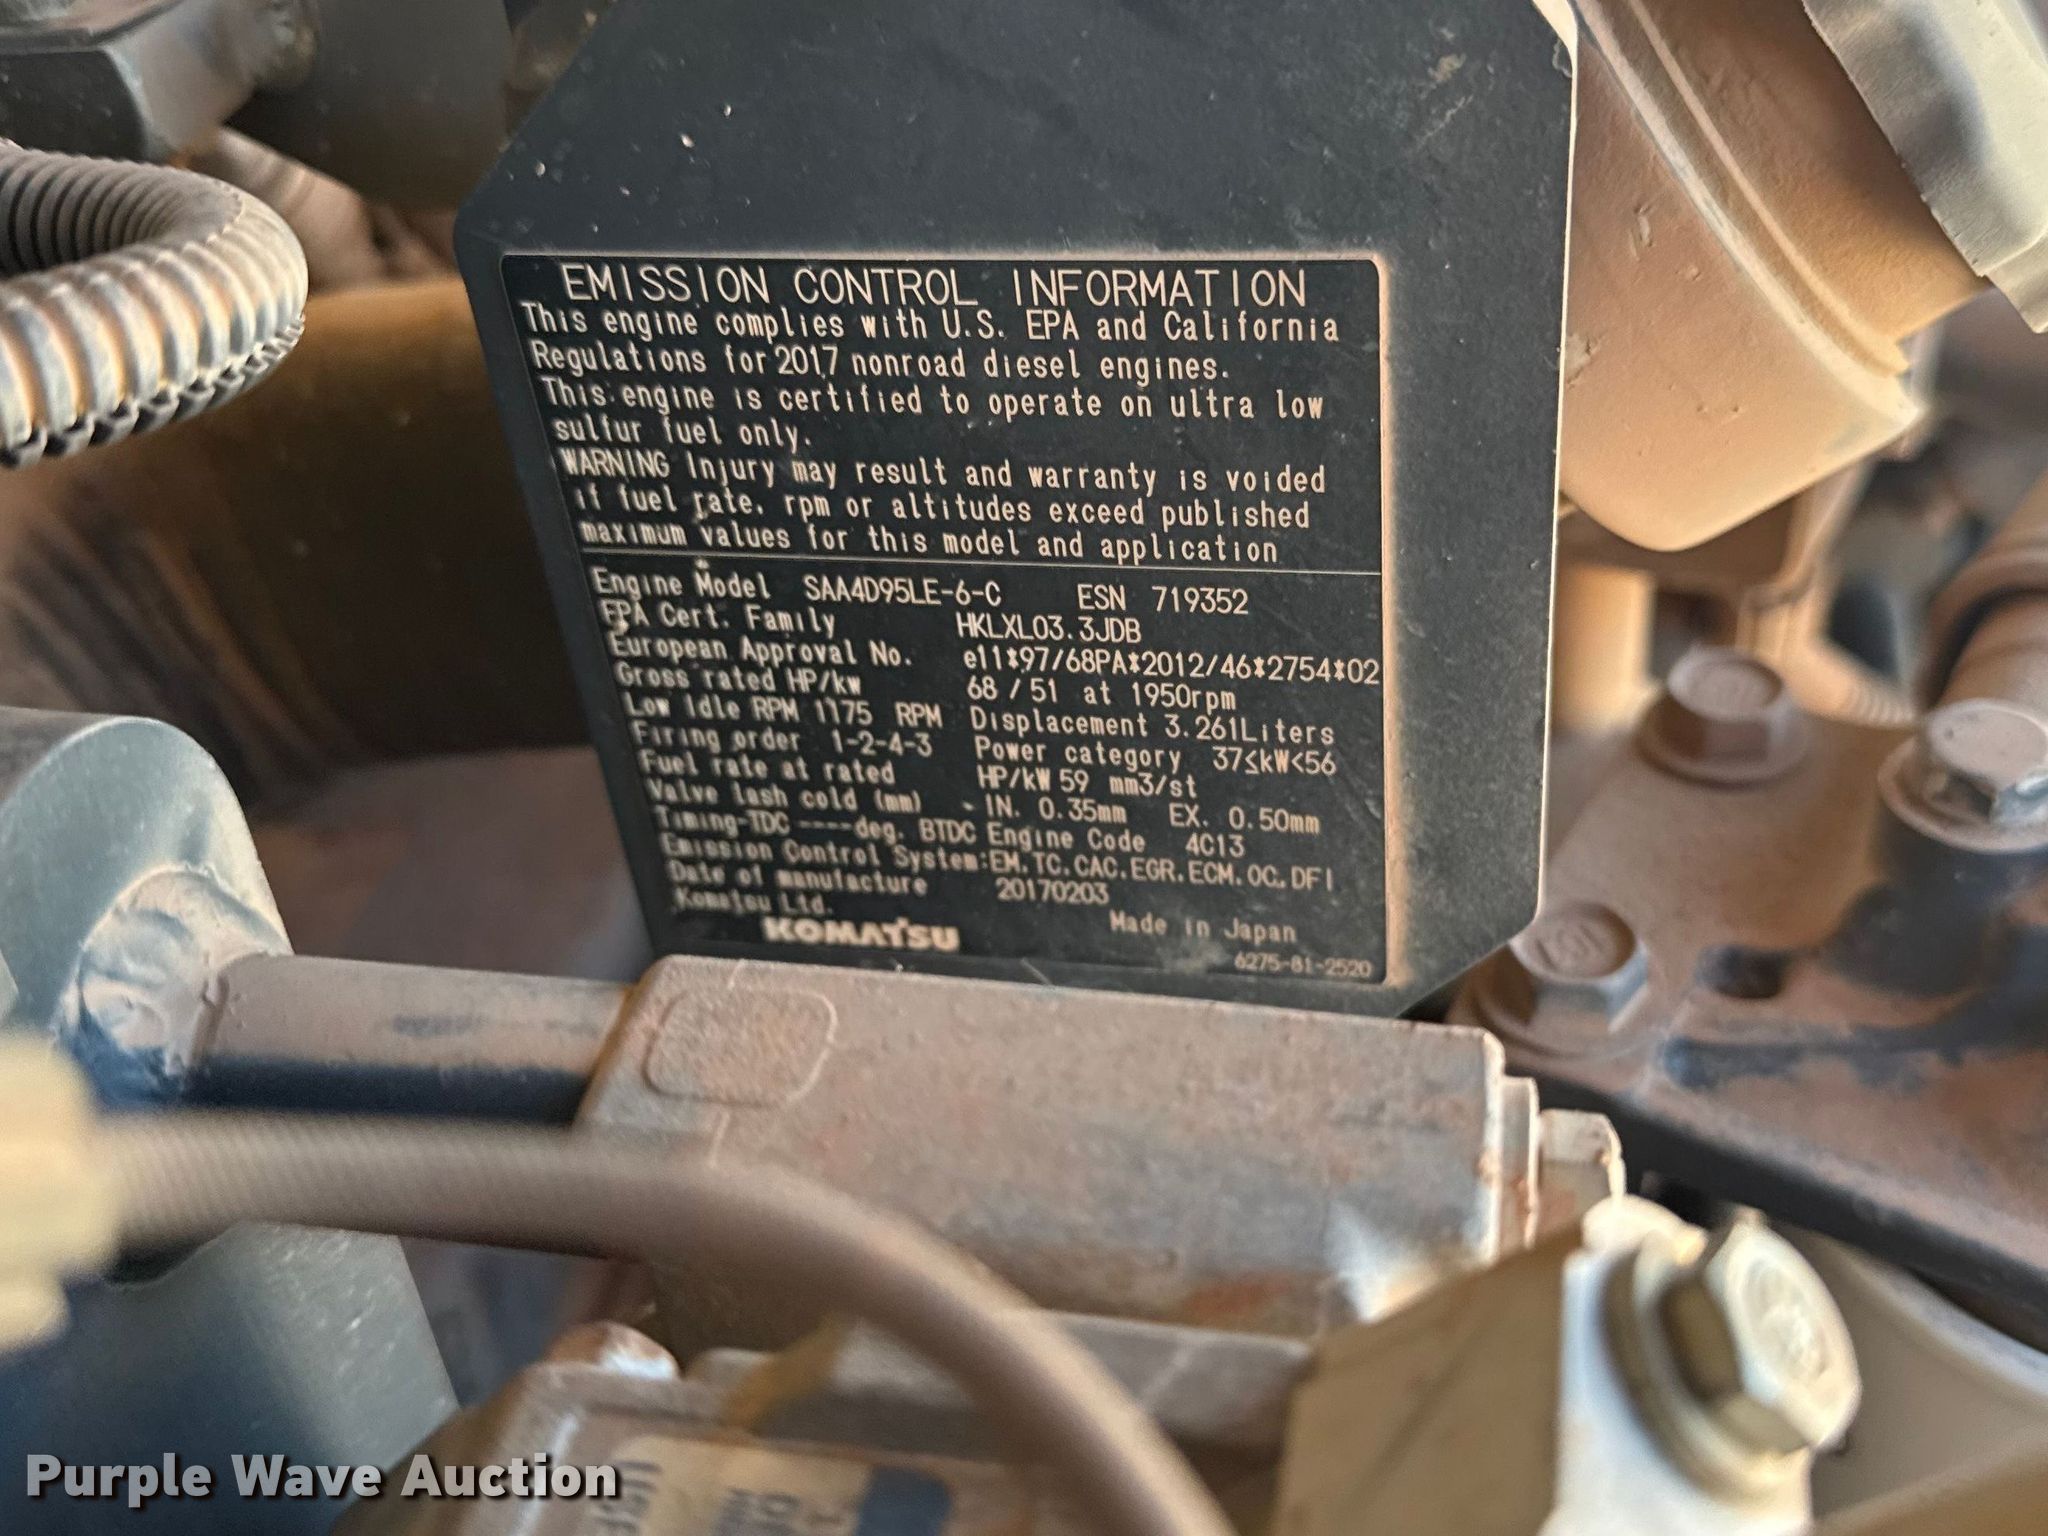 EMISSION CONTROL INFORMATION
This engine complies with U.S. EPA and California
Regulations for 2017 nonroad diesel engines.
This engine is certified to operate on ultra low
sulfur fuel only.
WARNING Injury may result and warranty is voided
if fuel rate, rpm or altitudes exceed published
maximum values for this model and application
Engine Model SAA4D95LE-6-C ESN 719352
EPA Cert. Family HKLXL03.3JDB
European Approval No. e11*97/68PA*2012/46*2754*02
Gross rated HP/kw 68 / 51 at 1950rpm
Low Idle RPM 1175 RPM Displacement 3.261Liters
Firing order 1-2-4-3 Power category 37≤kW<56
Fuel rate at rated HP/kW 59 mm3/st
Valve lash cold (mm) - IN. 0.35mm EX. 0.50mm
Timing-TDC ----deg. BTDC Engine Code 4C13
Emission Control System:EM.TC.CAC.EGR.ECM.OC.DFI
Date of manufacture 20170203
Komatsu Ltd.
KOMATSU Made in Japan
6275-81-2520
Purple Wave Auction